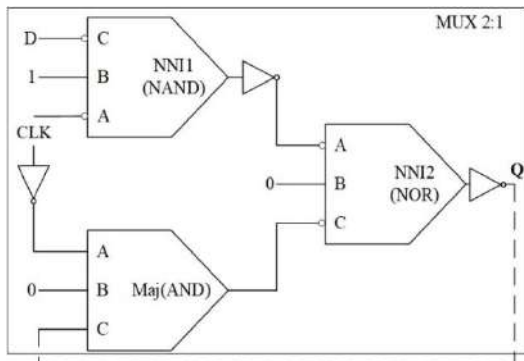 MUX 2:1
D
C
1
B
A
NNI1
(NAND)
CLK
A
0
B
C
NNI2
(NOR)
Q
A
0
B
C
Maj(AND)